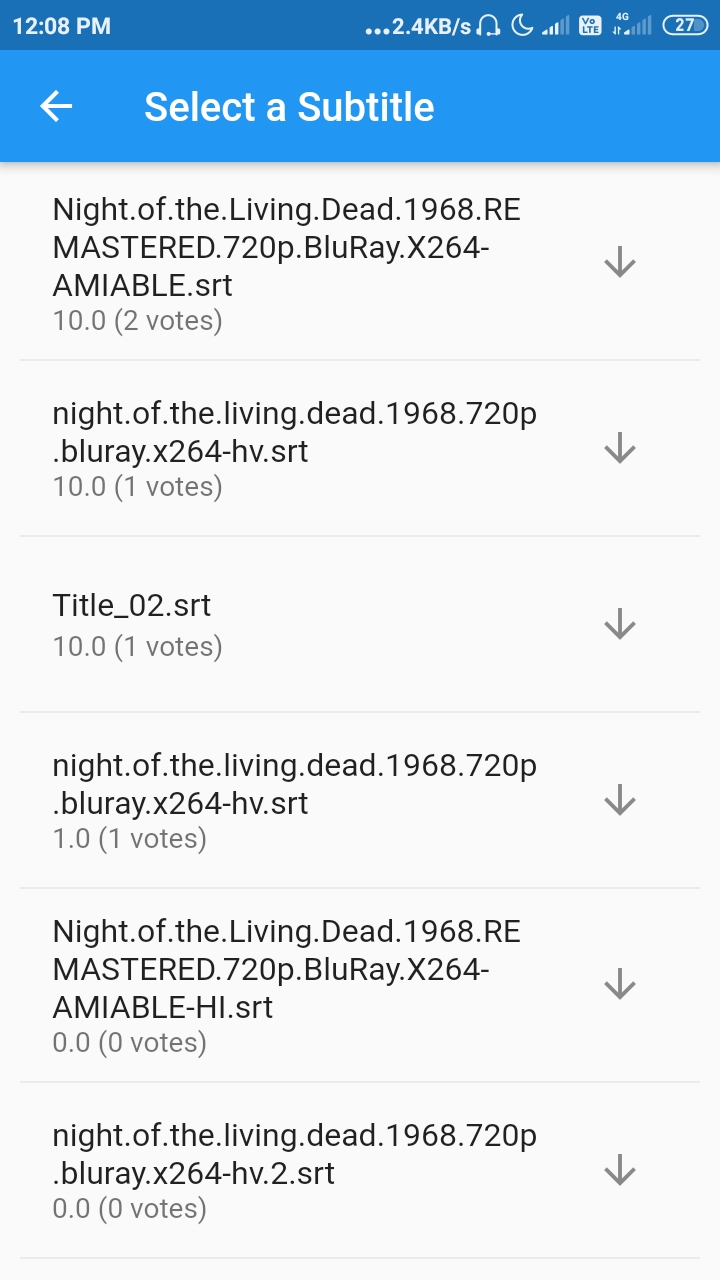 12:08 PM
...2.4KB/s
Vo
LTE
4G
27
Select a Subtitle
Night.of.the.Living.Dead.1968.RE
MASTERED.720p.BluRay.X264-
AMIABLE.srt
10.0 (2 votes)
night.of.the.living.dead.1968.720p
.bluray.x264-hv.srt
10.0 (1 votes)
Title_02.srt
10.0 (1 votes)
night.of.the.living.dead.1968.720p
.bluray.x264-hv.srt
1.0 (1 votes)
Night.of.the.Living.Dead.1968.RE
MASTERED.720p.BluRay.X264-
AMIABLE-HI.srt
0.0 (0 votes)
night.of.the.living.dead.1968.720p
.bluray.x264-hv.2.srt
0.0 (0 votes)